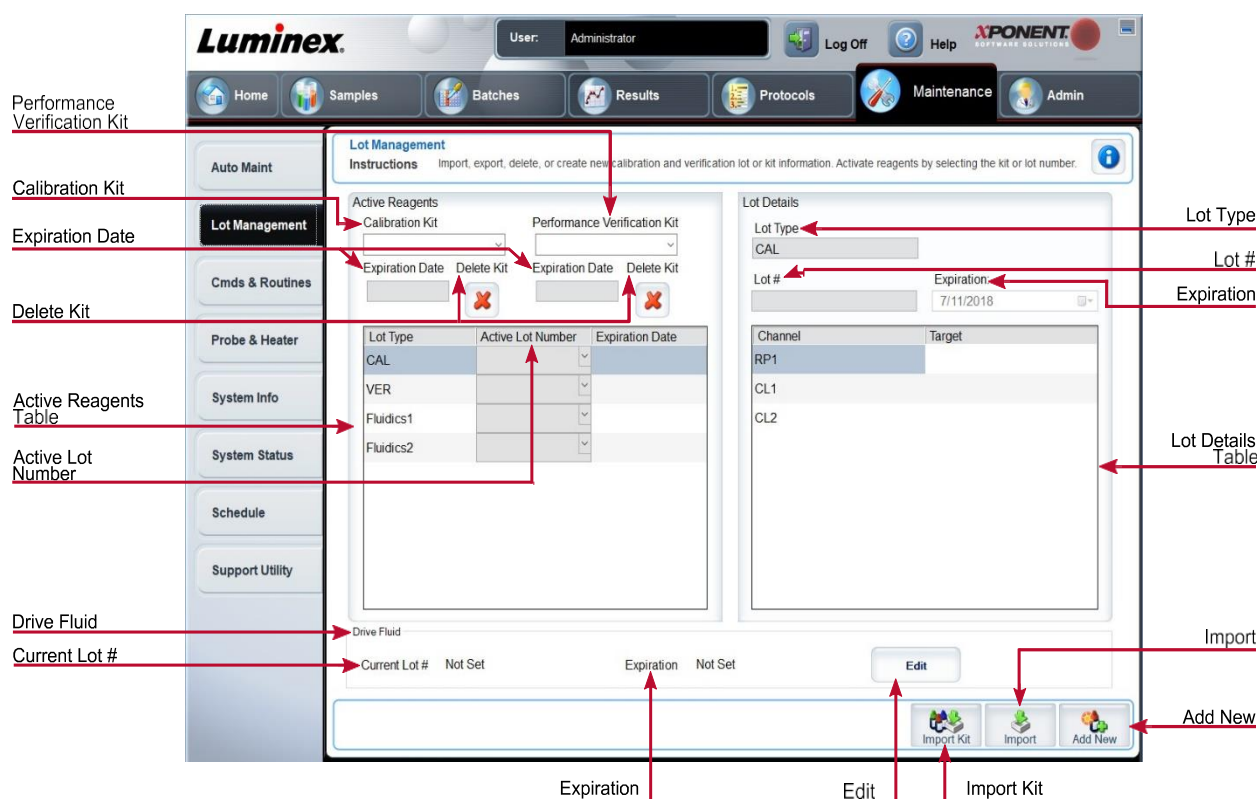 Luminex.
User: Administrator
Log Off
Help
XPONENT.
SOFTWARE SOLUTIONS
Home
Samples
Batches
Results
Protocols
Maintenance
Admin
Performance
Verification Kit
Calibration Kit
Expiration Date
Delete Kit
Active Reagents
Table
Active Lot
Number
Drive Fluid
Current Lot #
Auto Maint
Lot Management
Cmds & Routines
Probe & Heater
System Info
System Status
Schedule
Support Utility
Lot Management
Instructions Import, export, delete, or create new calibration and verification lot or kit information. Activate reagents by selecting the kit or lot number.
Active Reagents
Calibration Kit Performance Verification Kit
Expiration Date Delete Kit Expiration Date Delete Kit
Lot Type Active Lot Number Expiration Date
CAL
VER
Fluidics1
Fluidics2
Lot Details
Lot Type
CAL
Lot # Expiration:
7/11/2018
Channel Target
RP1
CL1
CL2
Drive Fluid
Current Lot # Not Set Expiration Not Set Edit
Import Kit
Import
Add New
Lot Type
Lot #
Expiration
Lot Details
Table
Import
Add New
Expiration
Edit
Import Kit